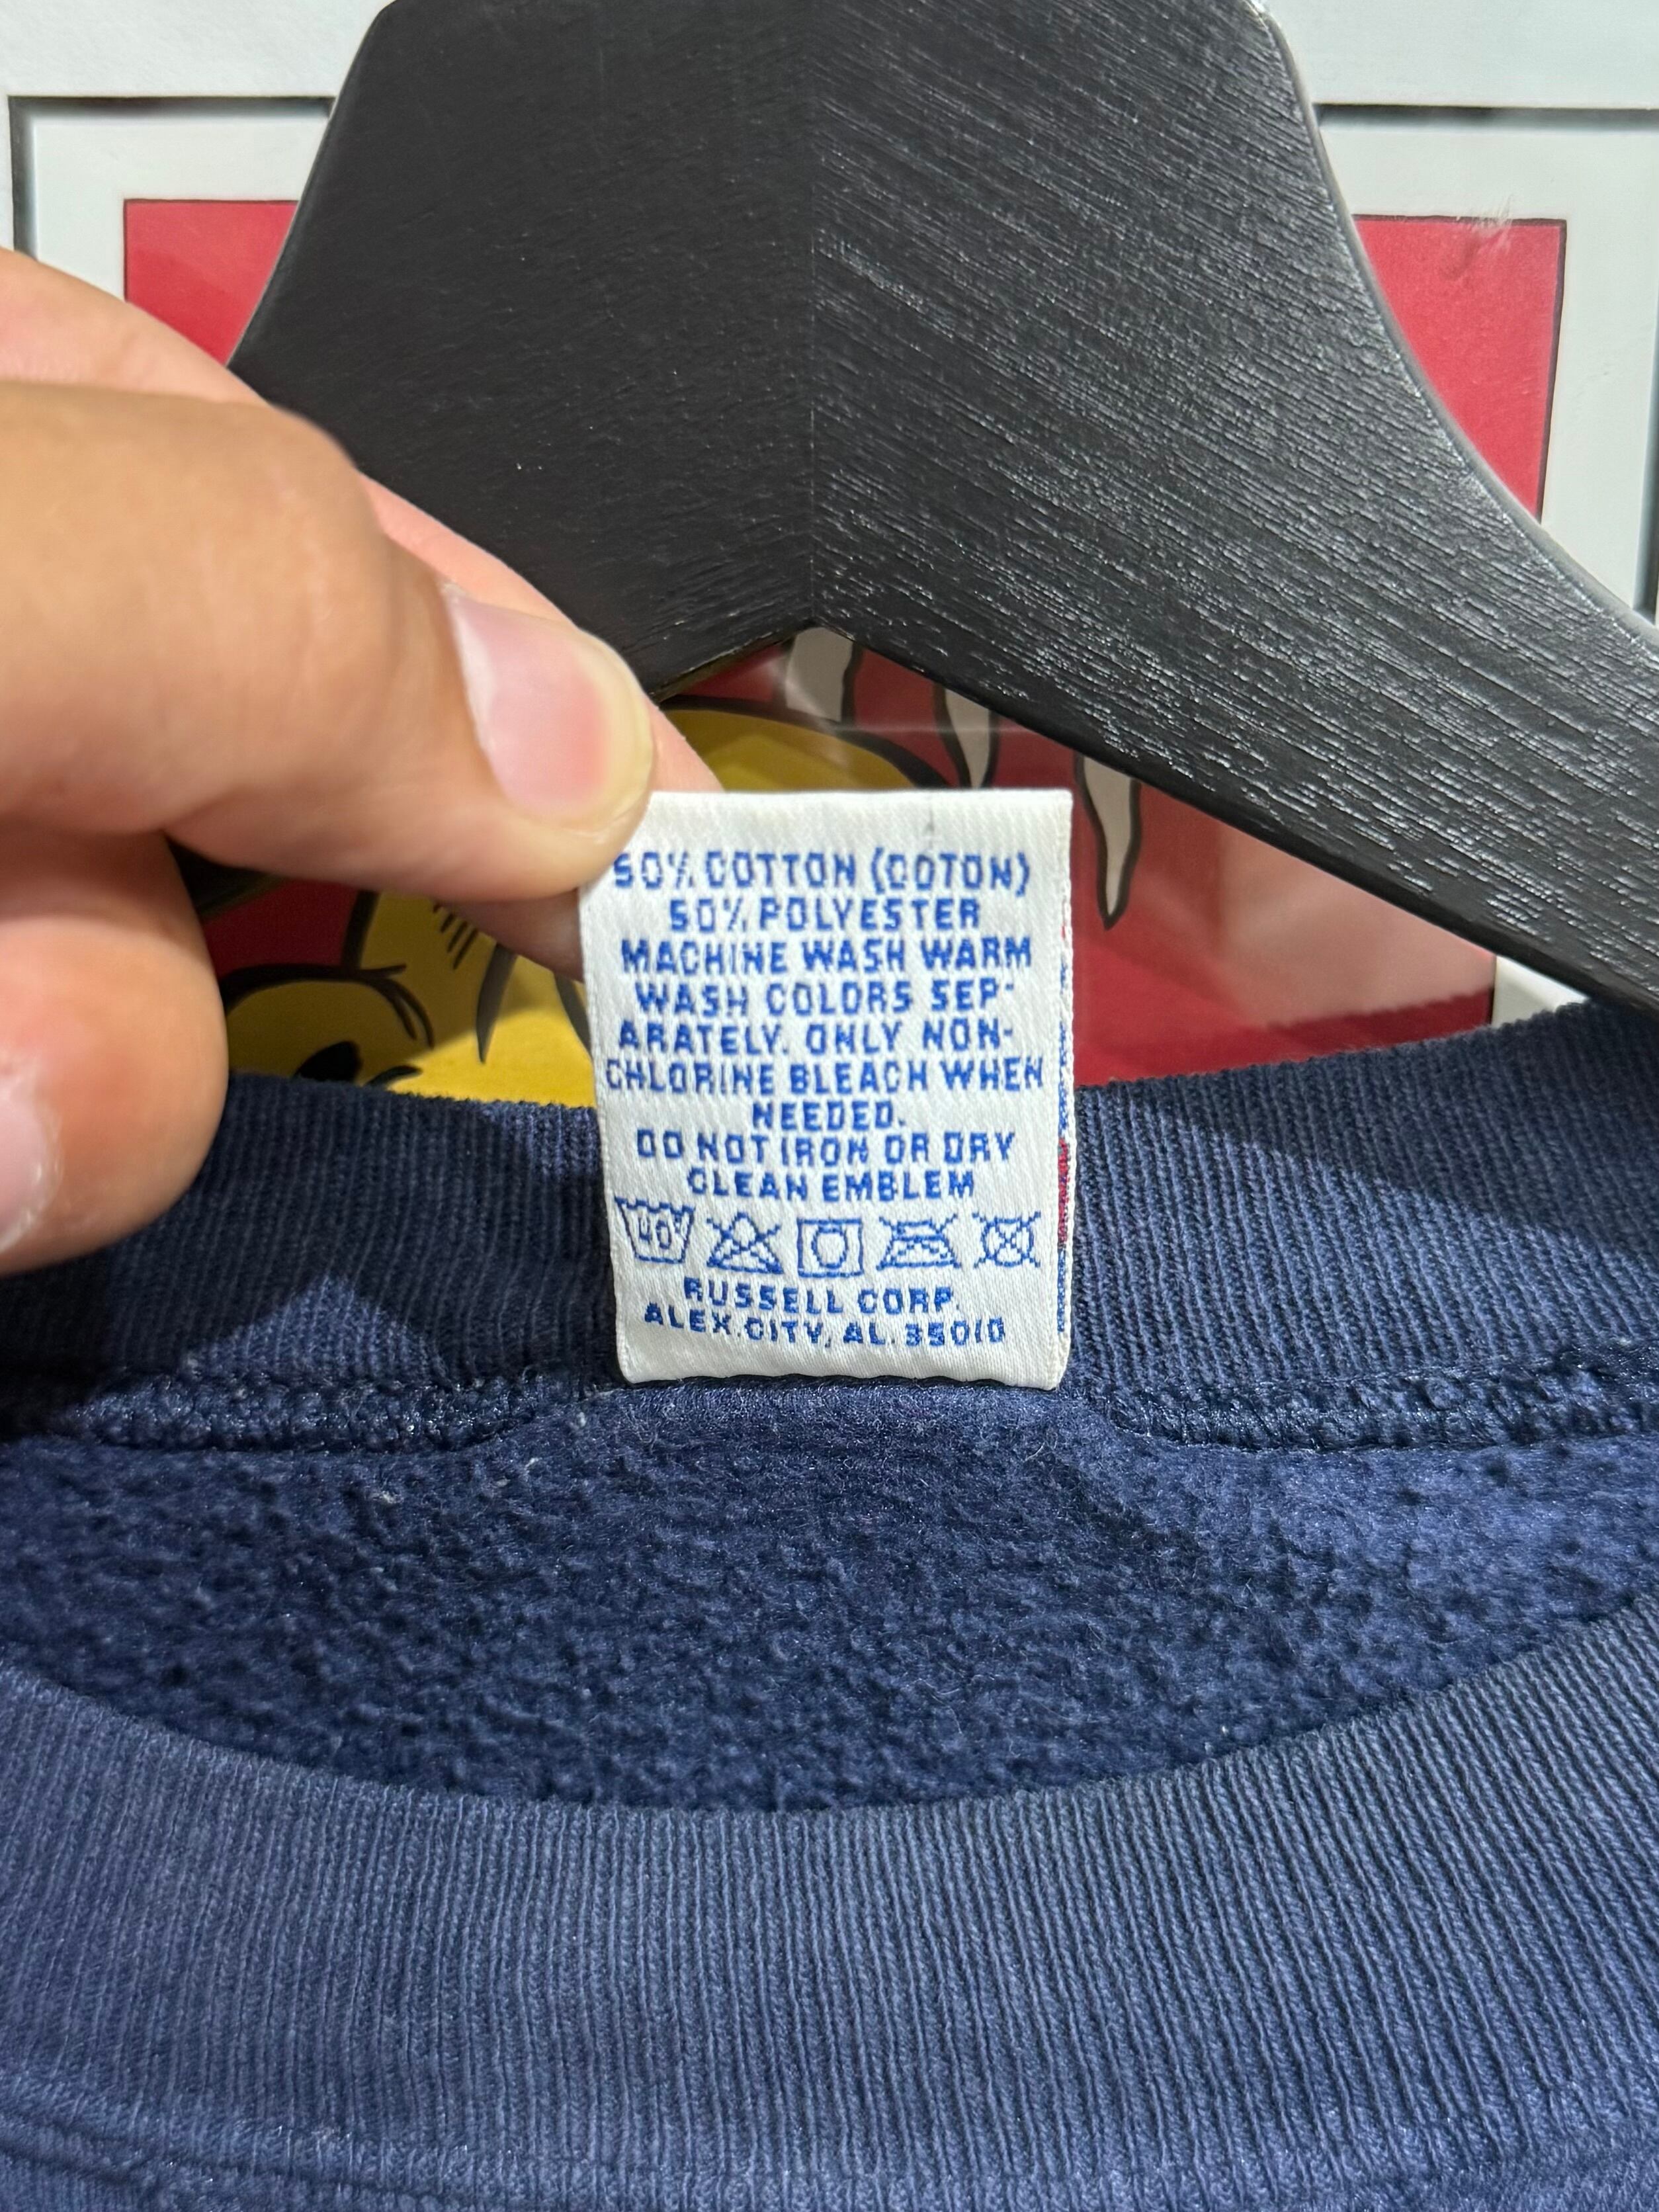 50% COTTON (COTON)
50% POLYESTER
MACHINE WASH WARM
WASH COLORS SEP-
ARATELY. ONLY NON-
CHLORINE BLEACH WHEN
NEEDED.
DO NOT IRON OR DRY
CLEAN EMBLEM
40
RUSSELL CORP.
ALEX.CITY, AL. 35010